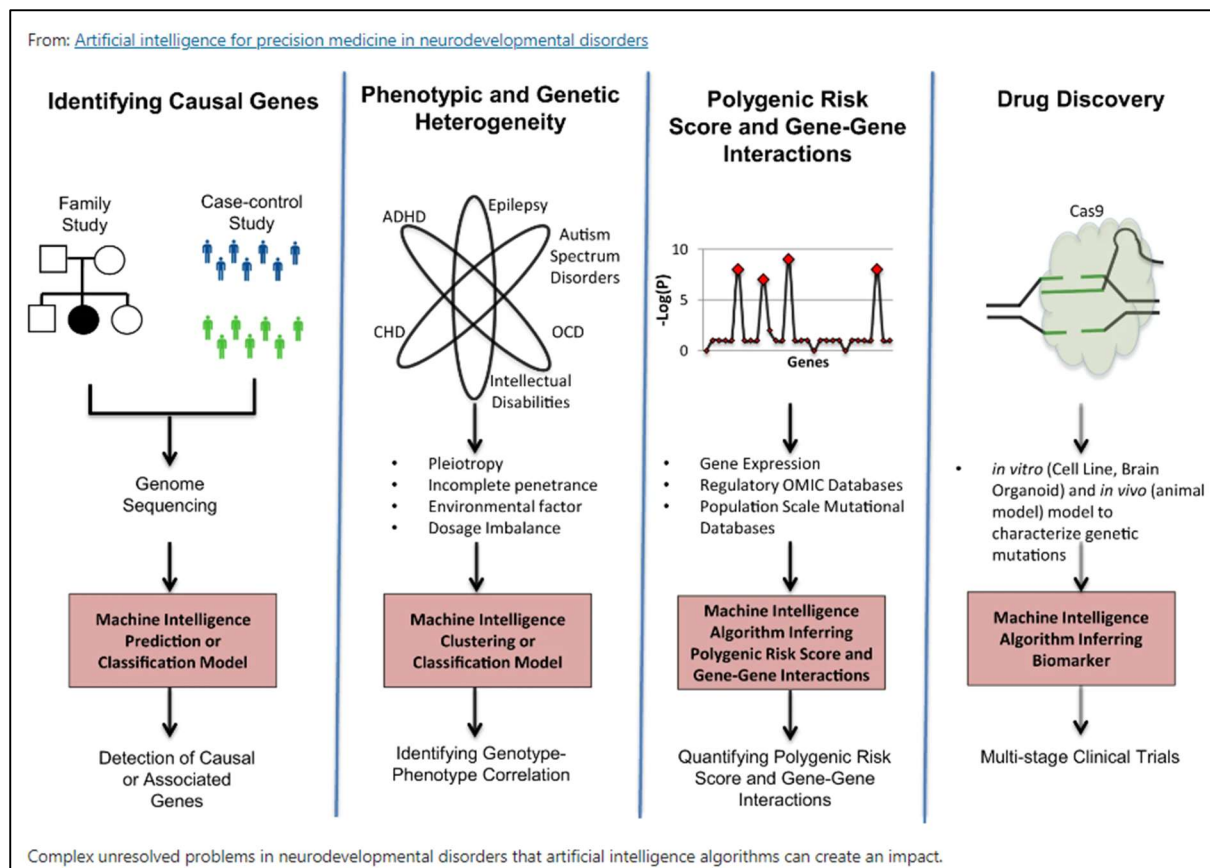 From: Artificial intelligence for precision medicine in neurodevelopmental disorders
Identifying Causal Genes
Family
Study
Case-control
Study
Genome
Sequencing
Machine Intelligence
Prediction or
Classification Model
Detection of Causal
or Associated
Genes
Phenotypic and Genetic
Heterogeneity
ADHD
Epilepsy
Autism
Spectrum
Disorders
CHD
OCD
Intellectual
Disabilities
• Pleiotropy
• Incomplete penetrance
• Environmental factor
• Dosage Imbalance
Machine Intelligence
Clustering or
Classification Model
Identifying Genotype-
Phenotype Correlation
Polygenic Risk
Score and Gene-Gene
Interactions
-Log(P)
10
5
0
Genes
• Gene Expression
• Regulatory OMIC Databases
• Population Scale Mutational
Databases
Machine Intelligence
Algorithm Inferring
Polygenic Risk Score and
Gene-Gene Interactions
Quantifying Polygenic Risk
Score and Gene-Gene
Interactions
Drug Discovery
Cas9
• in vitro (Cell Line, Brain
Organoid) and in vivo (animal
model) model to
characterize genetic
mutations
Machine Intelligence
Algorithm Inferring
Biomarker
Multi-stage Clinical Trials
Complex unresolved problems in neurodevelopmental disorders that artificial intelligence algorithms can create an impact.